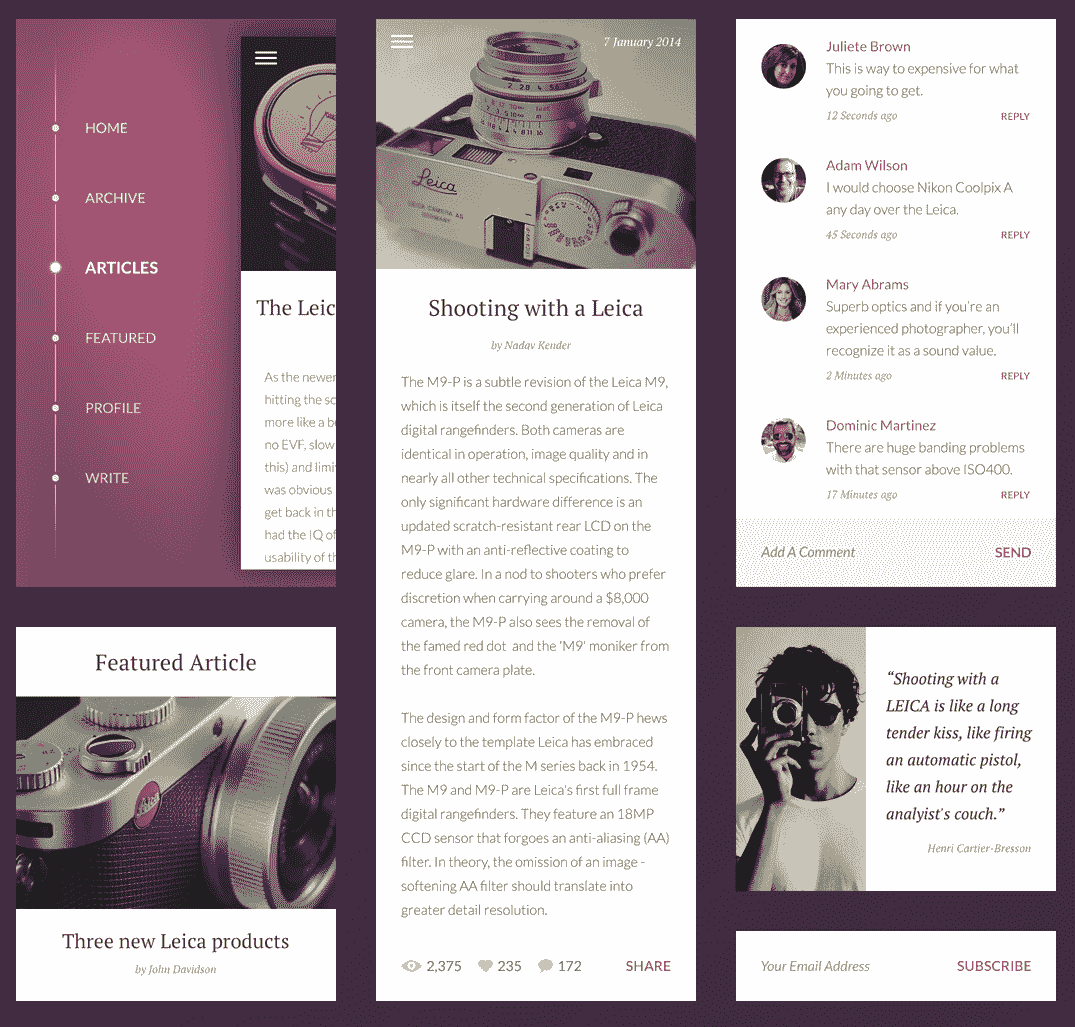 HOME
ARCHIVE
ARTICLES
FEATURED
PROFILE
WRITE
The Leic
As the newer
hitting the sc
more like a b
no EVF, slow
this) and limi
was obvious
get back in th
had the IQ of
usability of th
Featured Article
Leica
Three new Leica products
by John Davidson
7 January 2014
Leica
LEICA CAMERA AG
GERMANY
Shooting with a Leica
by Nadav Kender
The M9-P is a subtle revision of the Leica M9,
which is itself the second generation of Leica
digital rangefinders. Both cameras are
identical in operation, image quality and in
nearly all other technical specifications. The
only significant hardware difference is an
updated scratch-resistant rear LCD on the
M9-P with an anti-reflective coating to
reduce glare. In a nod to shooters who prefer
discretion when carrying around a $8,000
camera, the M9-P also sees the removal of
the famed red dot and the 'M9' moniker from
the front camera plate.
The design and form factor of the M9-P hews
closely to the template Leica has embraced
since the start of the M series back in 1954.
The M9 and M9-P are Leica's first full frame
digital rangefinders. They feature an 18MP
CCD sensor that forgoes an anti-aliasing (AA)
filter. In theory, the omission of an image -
softening AA filter should translate into
greater detail resolution.
2,375 235 172 SHARE
Juliete Brown
This is way to expensive for what
you going to get.
12 Seconds ago REPLY
Adam Wilson
I would choose Nikon Coolpix A
any day over the Leica.
45 Seconds ago REPLY
Mary Abrams
Superb optics and if you're an
experienced photographer, you'll
recognize it as a sound value.
2 Minutes ago REPLY
Dominic Martinez
There are huge banding problems
with that sensor above ISO400.
17 Minutes ago REPLY
Add A Comment SEND
“Shooting with a
LEICA is like a long
tender kiss, like firing
an automatic pistol,
like an hour on the
analyist's couch.”
Henri Cartier-Bresson
Your Email Address SUBSCRIBE